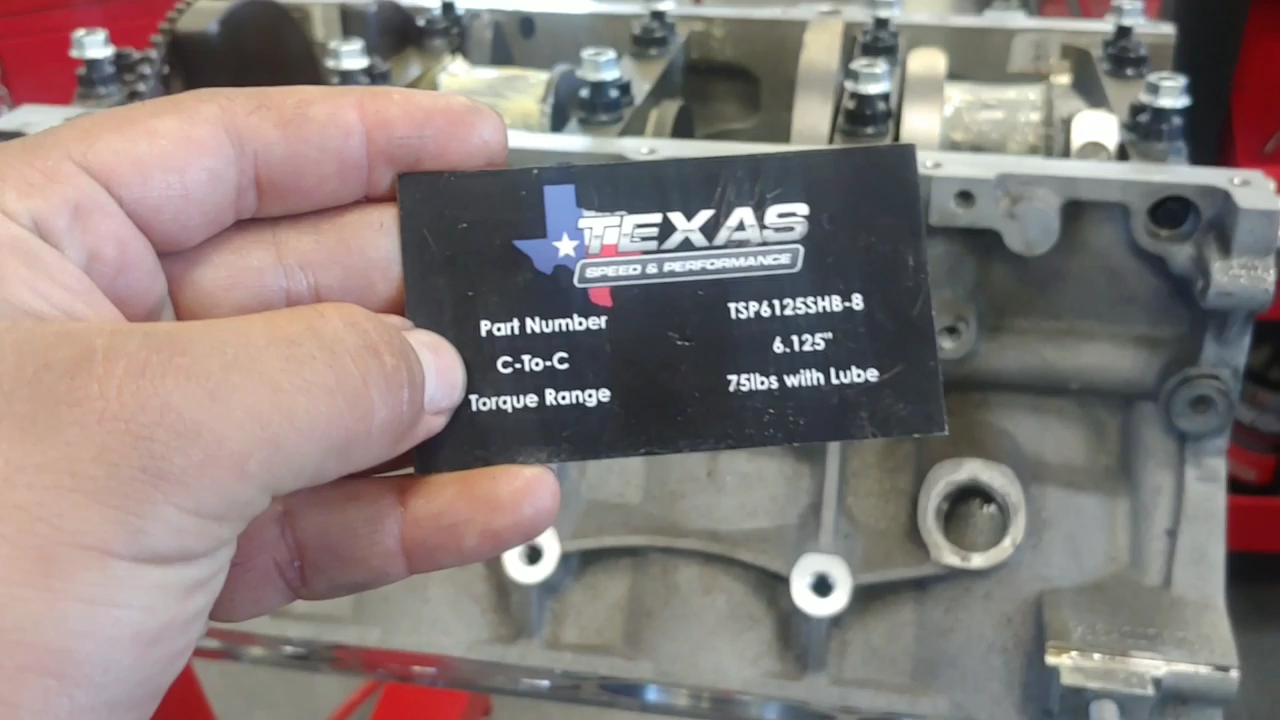 TEXAS
SPEED & PERFORMANCE
Part Number TSP6125SHB-8
C-To-C 6.125"
Torque Range 75lbs with Lube